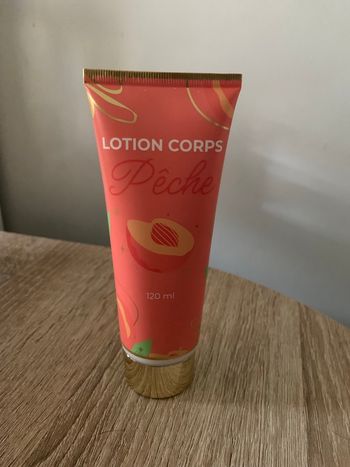 LOTION CORPS
Pêche
120 ml